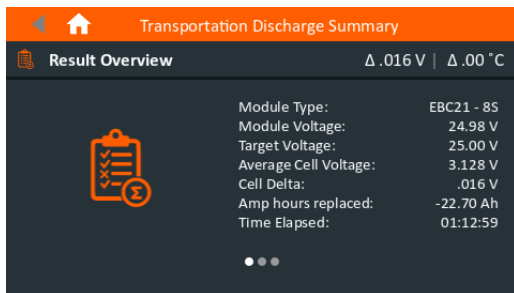 Transportation Discharge Summary
Result Overview Δ .016 V | Δ .00 °C
Module Type: EBC21 - 8S
Module Voltage: 24.98 V
Target Voltage: 25.00 V
Average Cell Voltage: 3.128 V
Cell Delta: .016 V
Amp hours replaced: -22.70 Ah
Time Elapsed: 01:12:59
Σ